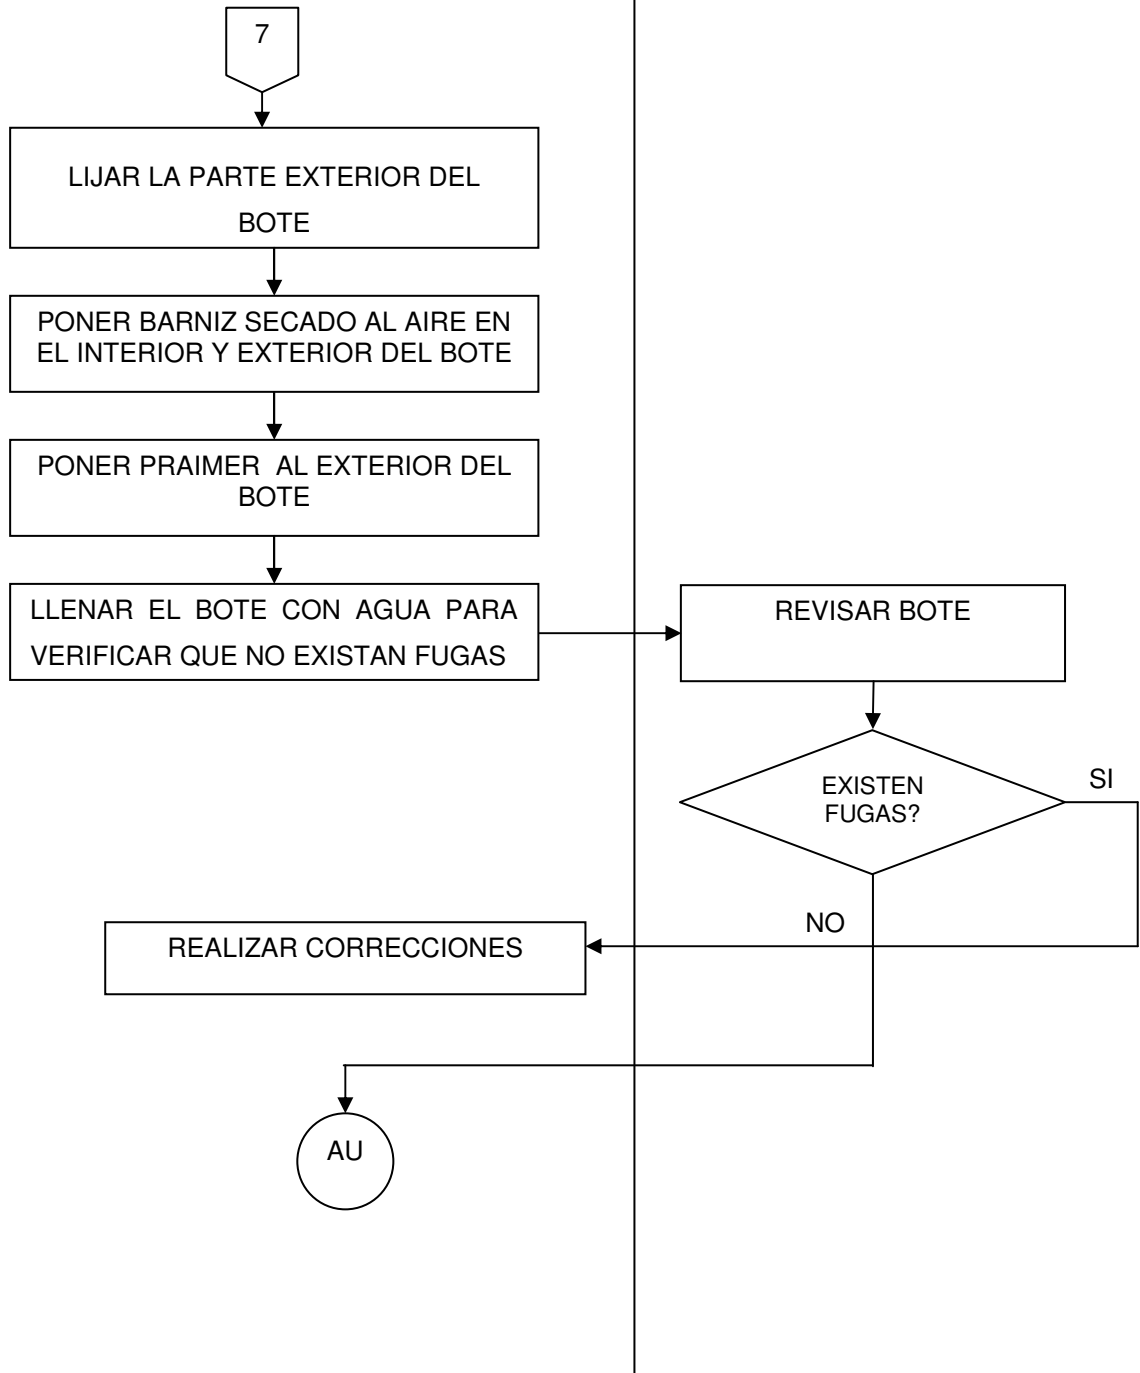 7
LIJAR LA PARTE EXTERIOR DEL
BOTE
PONER BARNIZ SECADO AL AIRE EN
EL INTERIOR Y EXTERIOR DEL BOTE
PONER PRAIMER AL EXTERIOR DEL
BOTE
LLENAR EL BOTE CON AGUA PARA
VERIFICAR QUE NO EXISTAN FUGAS
REVISAR BOTE
EXISTEN
FUGAS?
SI
NO
REALIZAR CORRECCIONES
AU